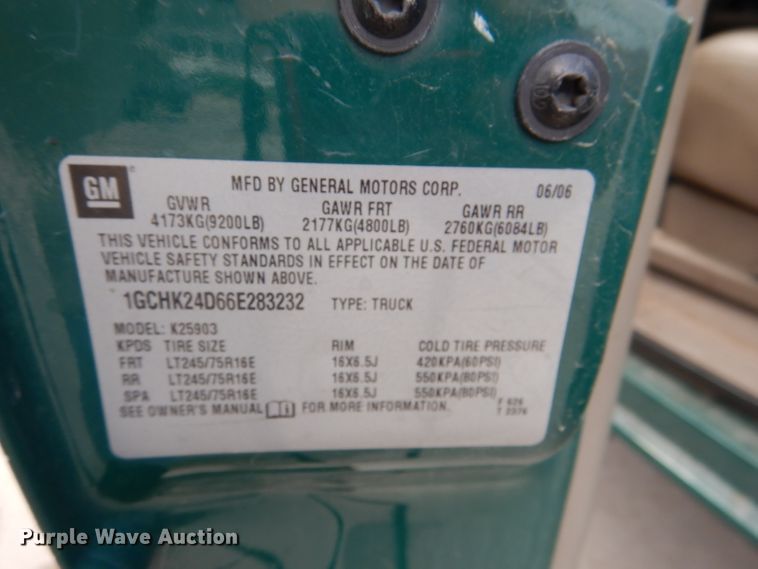 GM
MFD BY GENERAL MOTORS CORP. 06/06
GVWR GAWR FRT GAWR RR
4173KG(9200LB) 2177KG(4800LB) 2760KG(6084LB)
THIS VEHICLE CONFORMS TO ALL APPLICABLE U.S. FEDERAL MOTOR
VEHICLE SAFETY STANDARDS IN EFFECT ON THE DATE OF
MANUFACTURE SHOWN ABOVE.
1GCHK24D66E283232 TYPE: TRUCK
MODEL: K25903
KPDS TIRE SIZE RIM COLD TIRE PRESSURE
FRT LT245/75R16E 16X6.5J 420KPA(60PSI)
RR LT245/75R16E 16X6.5J 550KPA(80PSI)
SPA LT245/75R16E 16X6.5J 550KPA(80PSI)
SEE OWNER'S MANUAL FOR MORE INFORMATION.
Purple Wave Auction